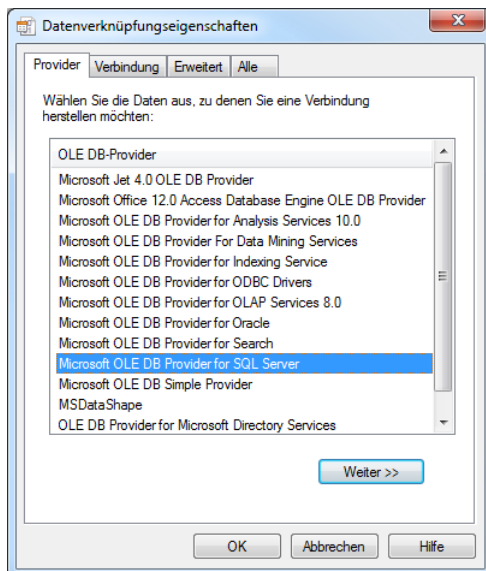 Datenverknüpfungseigenschaften
Provider Verbindung Erweitert Alle
Wählen Sie die Daten aus, zu denen Sie eine Verbindung
herstellen möchten:
OLE DB-Provider
Microsoft Jet 4.0 OLE DB Provider
Microsoft Office 12.0 Access Database Engine OLE DB Provider
Microsoft OLE DB Provider for Analysis Services 10.0
Microsoft OLE DB Provider For Data Mining Services
Microsoft OLE DB Provider for Indexing Service
Microsoft OLE DB Provider for ODBC Drivers
Microsoft OLE DB Provider for OLAP Services 8.0
Microsoft OLE DB Provider for Oracle
Microsoft OLE DB Provider for Search
Microsoft OLE DB Provider for SQL Server
Microsoft OLE DB Simple Provider
MSDataShape
OLE DB Provider for Microsoft Directory Services
Weiter >>
OK Abbrechen Hilfe